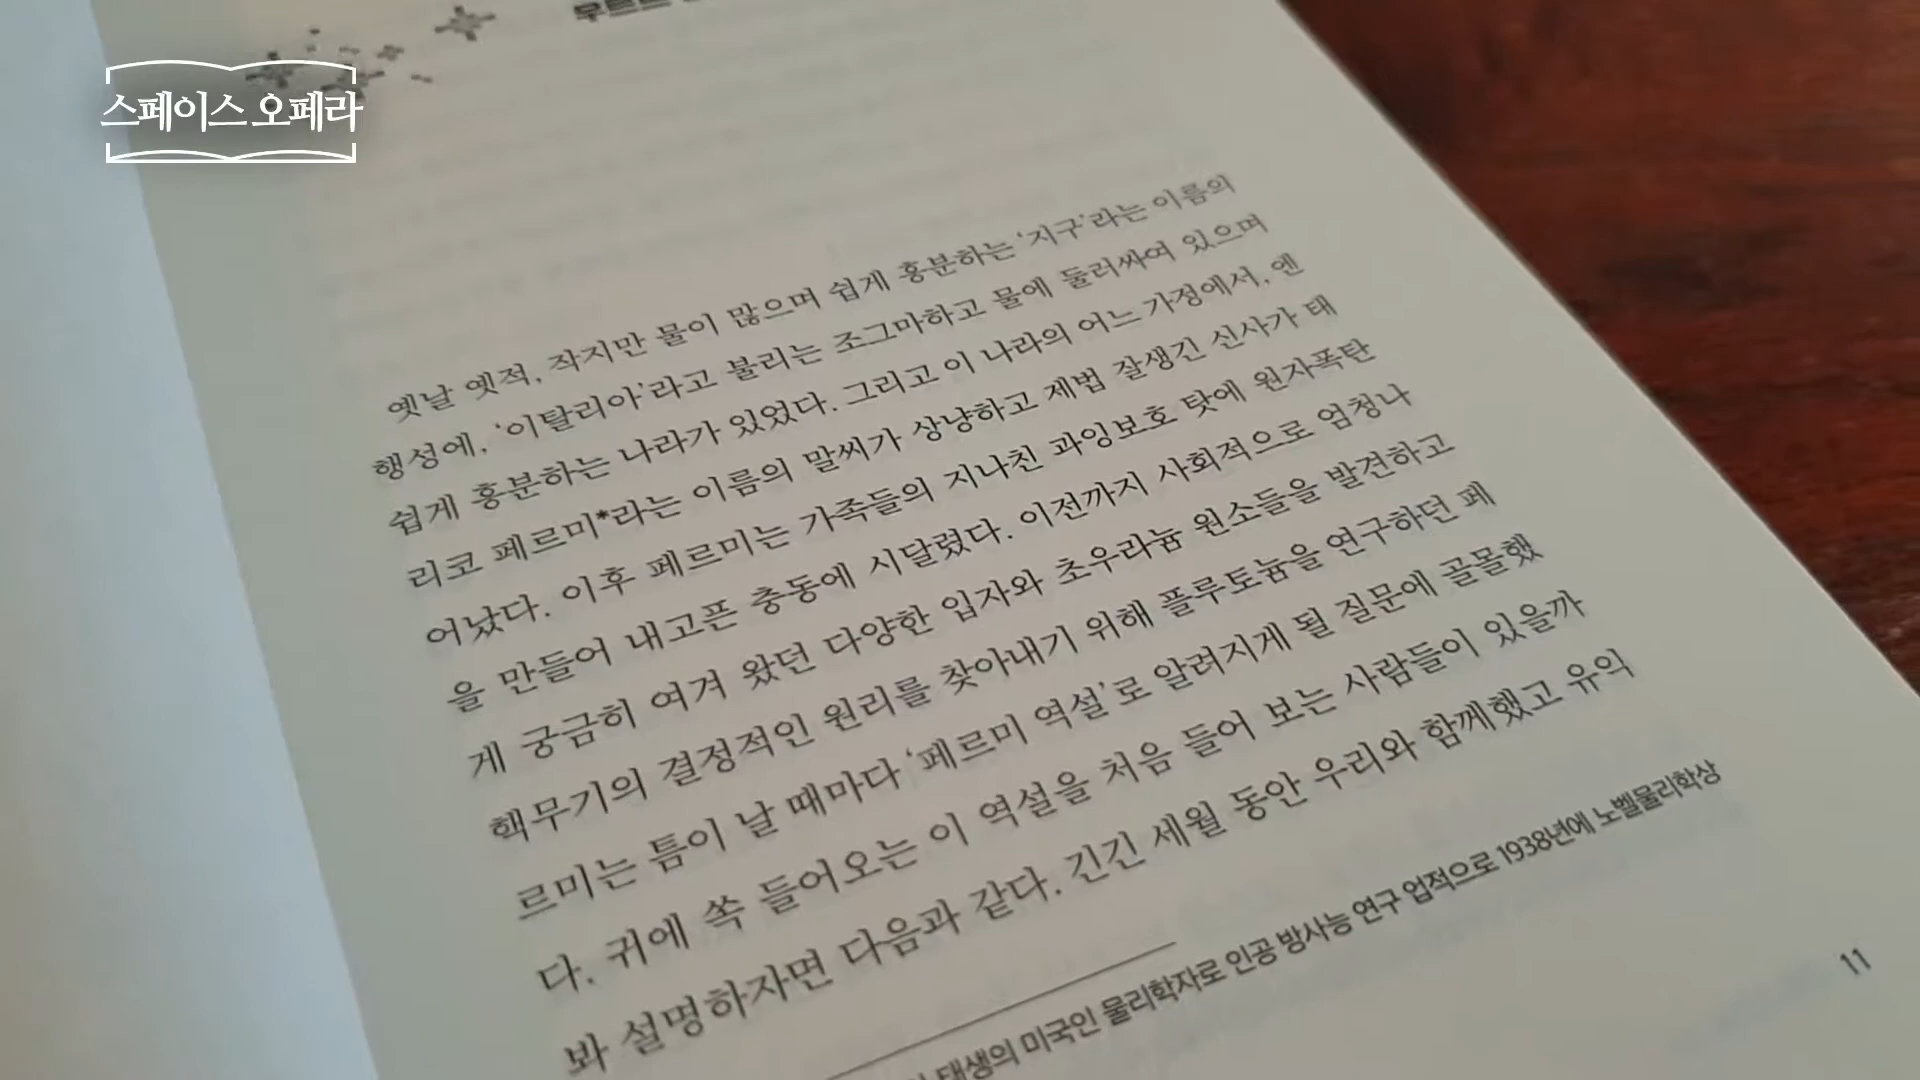 스페이스 오페라
옛날 옛적, 작지만 물이 많으며 쉽게 흥분하는 ‘지구’라는 이름의
행성에, ‘이탈리아’라고 불리는 조그마하고 물에 둘러싸여 있으며
쉽게 흥분하는 나라가 있었다. 그리고 이 나라의 어느 가정에서, 엔
리코 페르미*라는 이름의 말씨가 상냥하고 제법 잘생긴 신사가 태
어났다. 이후 페르미는 가족들의 지나친 과잉보호 탓에 원자폭탄
을 만들어 내고픈 충동에 시달렸다. 이전까지 사회적으로 엄청나
게 궁금히 여겨 왔던 다양한 입자와 초우라늄 원소들을 발견하고
핵무기의 결정적인 원리를 찾아내기 위해 플루토늄을 연구하던 페
르미는 틈이 날 때마다 ‘페르미 역설’로 알려지게 될 질문에 골몰했
다. 귀에 쏙 들어오는 이 역설을 처음 들어 보는 사람들이 있을까
봐 설명하자면 다음과 같다. 긴긴 세월 동안 우리와 함께했고 유의
태생의 미국인 물리학자로 인공 방사능 연구 업적으로 1938년에 노벨물리학상
11